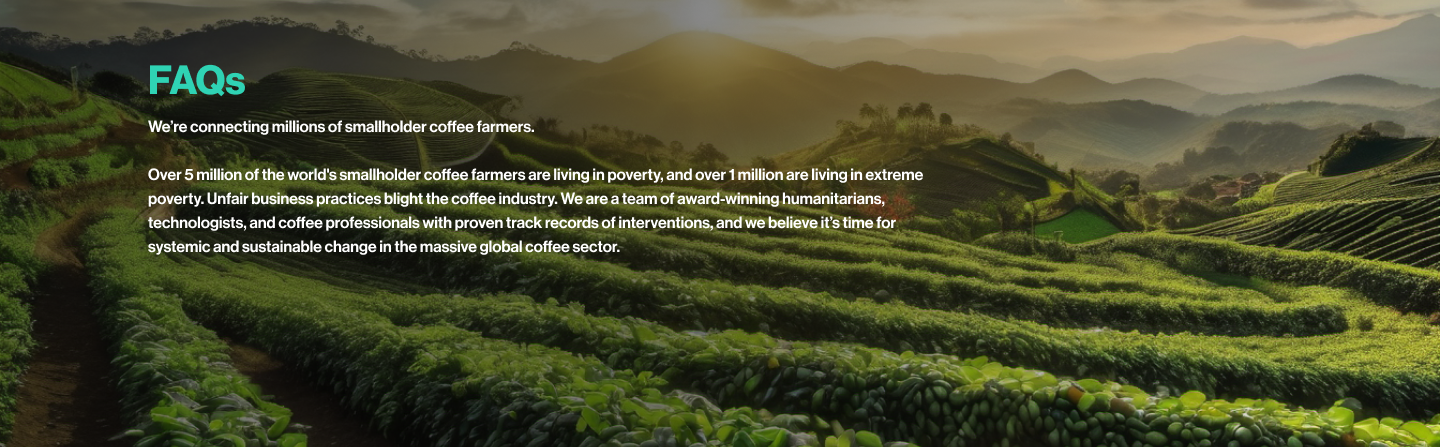 FAQs
We're connecting millions of smallholder coffee farmers.
Over 5 million of the world's smallholder coffee farmers are living in poverty, and over 1 million are living in extreme
poverty. Unfair business practices blight the coffee industry. We are a team of award-winning humanitarians,
technologists, and coffee professionals with proven track records of interventions, and we believe it's time for
systemic and sustainable change in the massive global coffee sector.